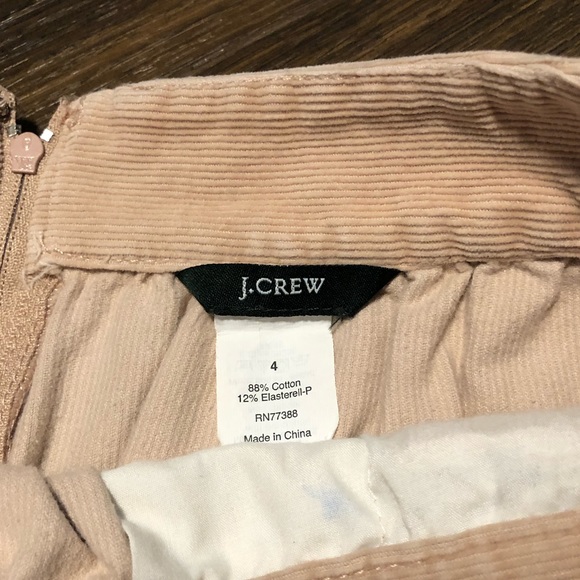 J.CREW
4
88% Cotton
12% Elasterell-P
RN77388
Made in China